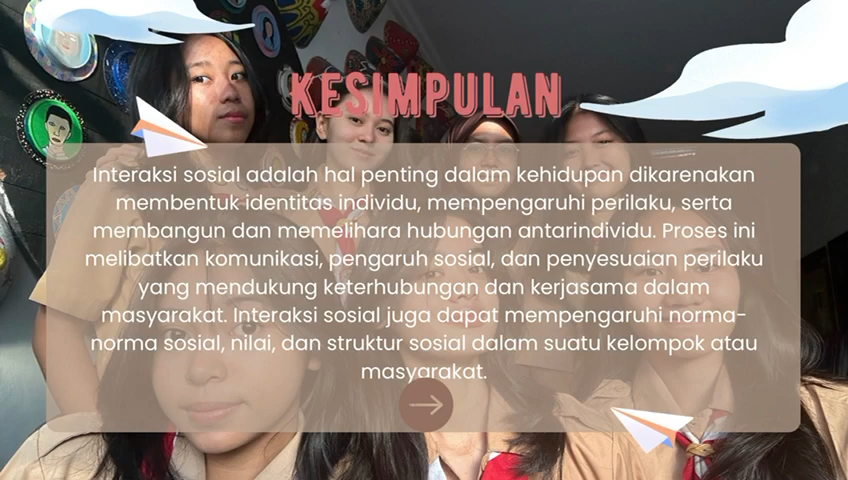 KESIMPULAN
Interaksi sosial adalah hal penting dalam kehidupan dikarenakan
membentuk identitas individu, mempengaruhi perilaku, serta
membangun dan memelihara hubungan antarindividu. Proses ini
melibatkan komunikasi, pengaruh sosial, dan penyesuaian perilaku
yang mendukung keterhubungan dan kerjasama dalam
masyarakat. Interaksi sosial juga dapat mempengaruhi norma-
norma sosial, nilai, dan struktur sosial dalam suatu kelompok atau
masyarakat.